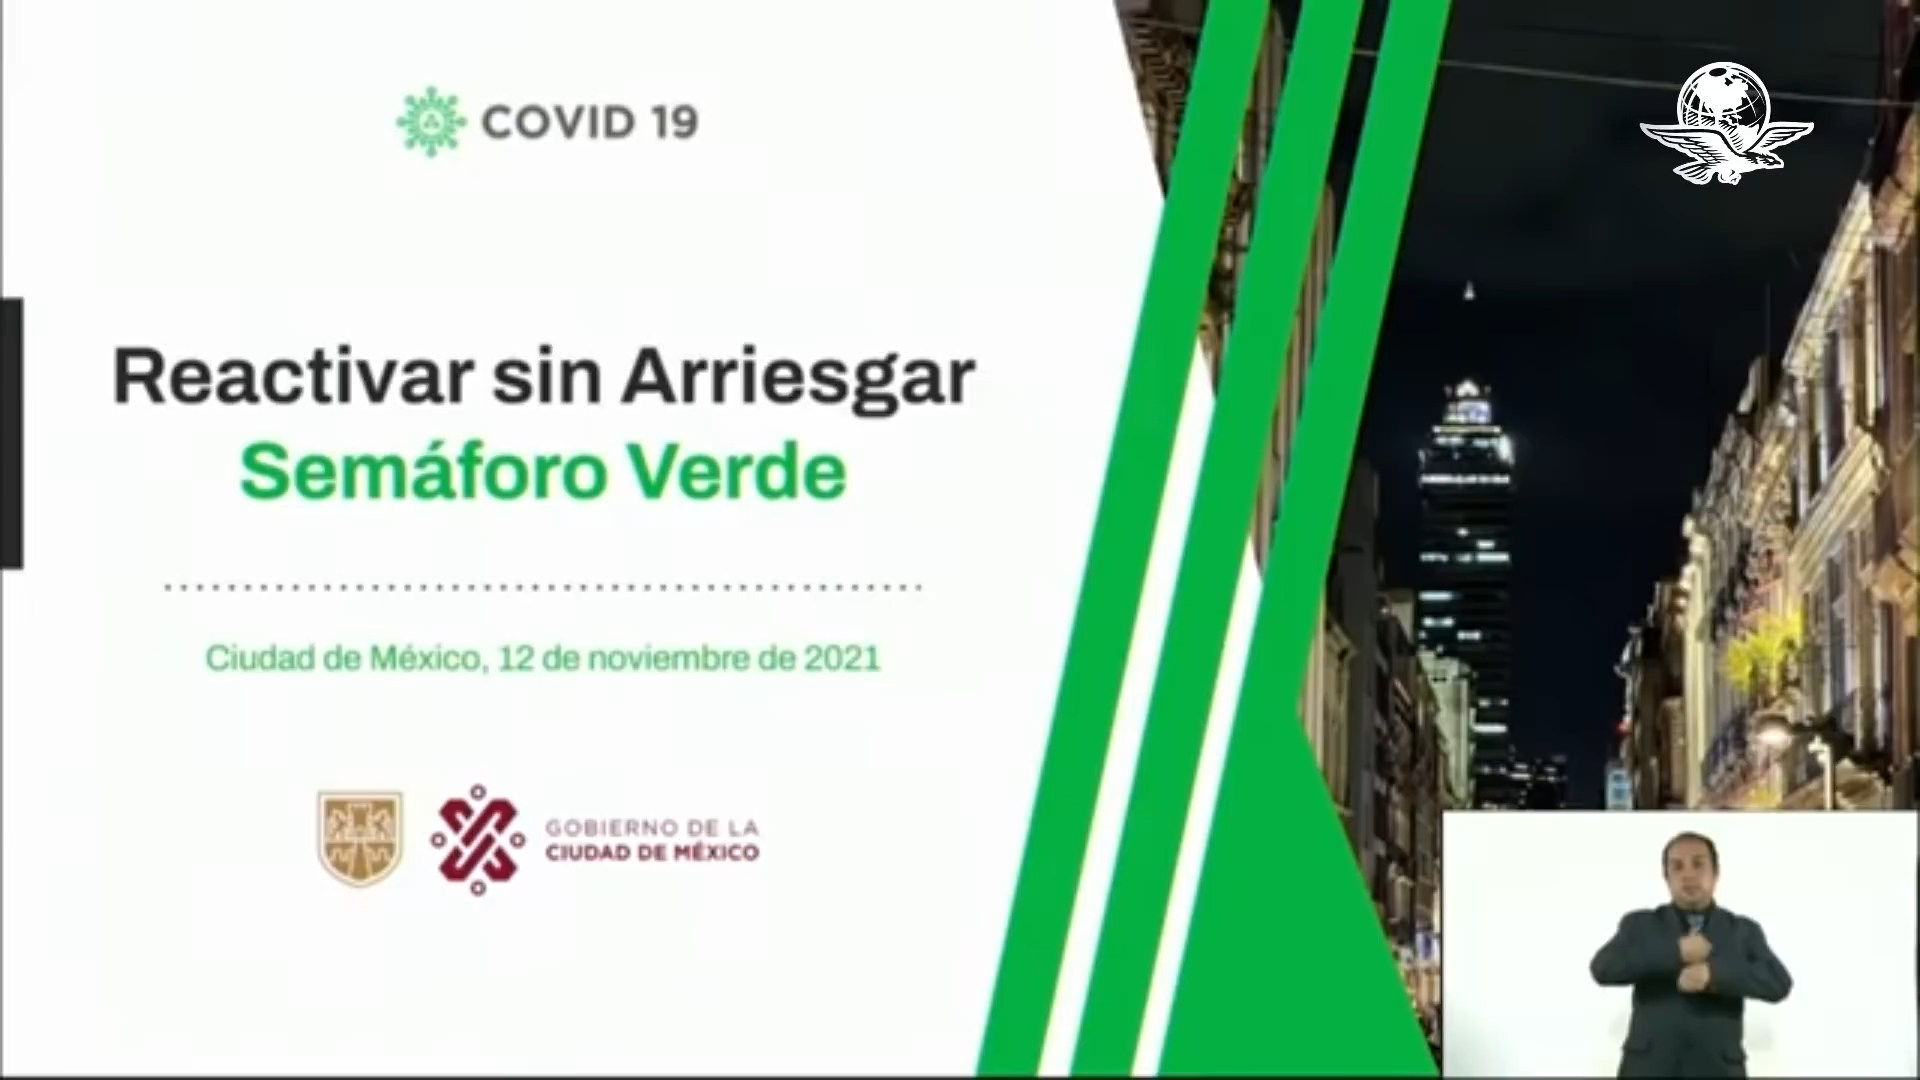 COVID 19
Reactivar sin Arriesgar
Semáforo Verde
Ciudad de México, 12 de noviembre de 2021
GOBIERNO DE LA
CIUDAD DE MÉXICO